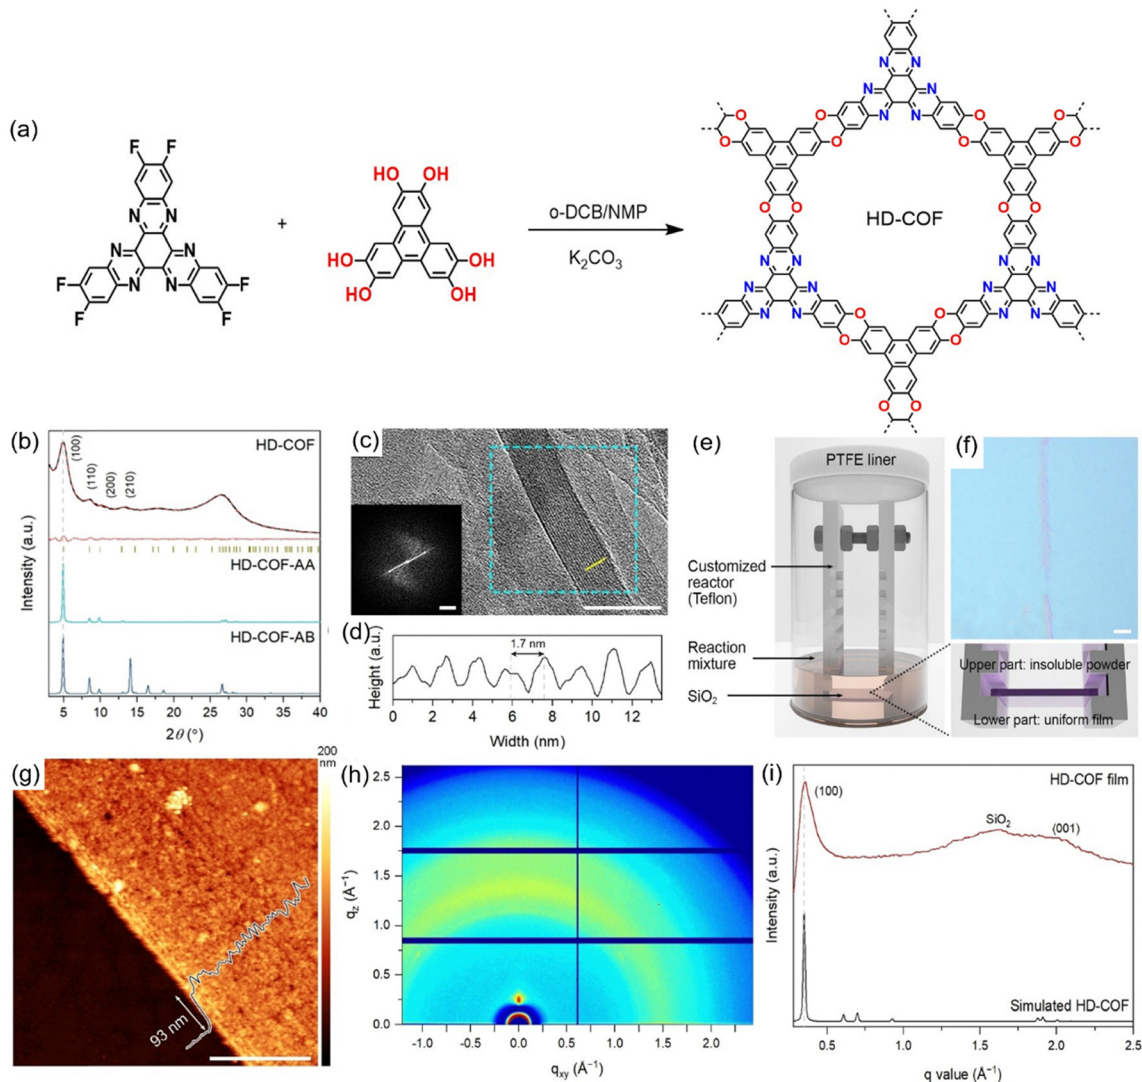 (a)
F
F
N
N
N
N
N
N
F
F
F
F
+
HO
OH
HO
OH
HO
OH
o-DCB/NMP
K₂CO₃
N
N
N
N
N
N
O
O
O
O
O
O
O
O
O
O
HD-COF
N
N
N
N
N
N
N
N
N
N
N
N
O
O
O
O
O
O
(b)
HD-COF
(100)
(110)
(200)
(210)
HD-COF-AA
HD-COF-AB
Intensity (a.u.)
5 10 15 20 25 30 35 40
2θ (°)
(c)
(d)
1.7 nm
Height (a.u.)
0 2 4 6 8 10 12
Width (nm)
(e)
PTFE liner
Customized
reactor
(Teflon)
Reaction
mixture
SiO₂
(f)
Upper part: insoluble powder
Lower part: uniform film
(g)
200
nm
93 nm
0
(h)
2.5
2.0
1.5
1.0
0.5
0.0
q_z (Å⁻¹)
-1.0 -0.5 0.0 0.5 1.0 1.5 2.0
q_xy (Å⁻¹)
(i)
HD-COF film
(100)
SiO₂
(001)
Intensity (a.u.)
Simulated HD-COF
0.5 1.0 1.5 2.0 2.5
q value (Å⁻¹)